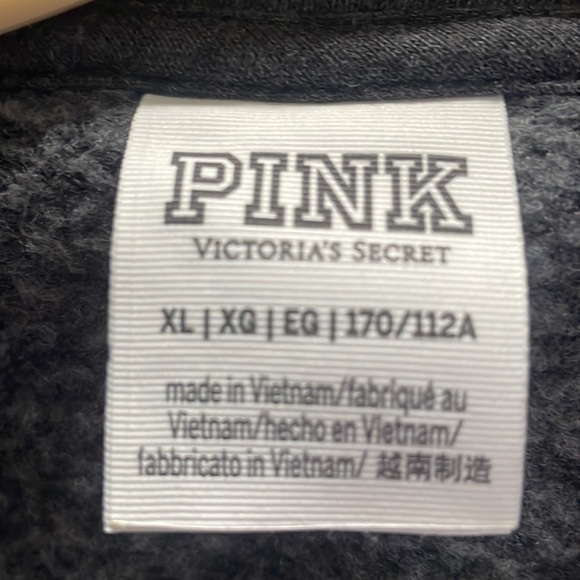 PINK
VICTORIA'S SECRET
XL | XG | EG | 170/112A
made in Vietnam/fabriqué au
Vietnam/hecho en Vietnam/
fabbricato in Vietnam/ 越南制造